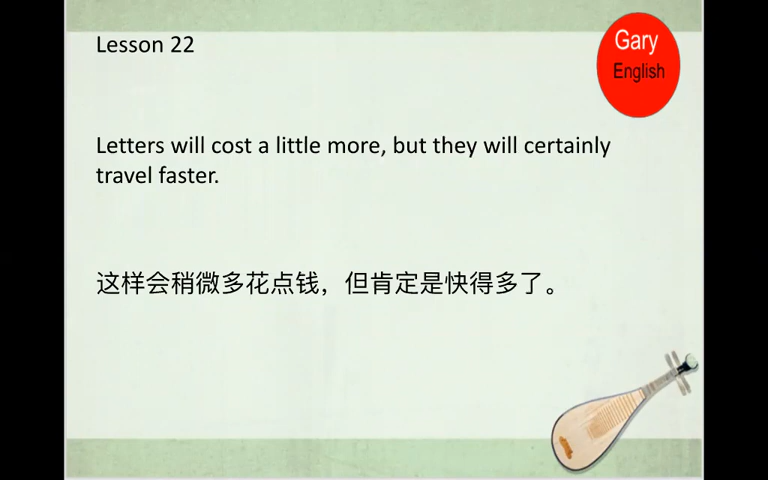 Lesson 22
Gary
English
Letters will cost a little more, but they will certainly
travel faster.
这样会稍微多花点钱，但肯定是快得多了。